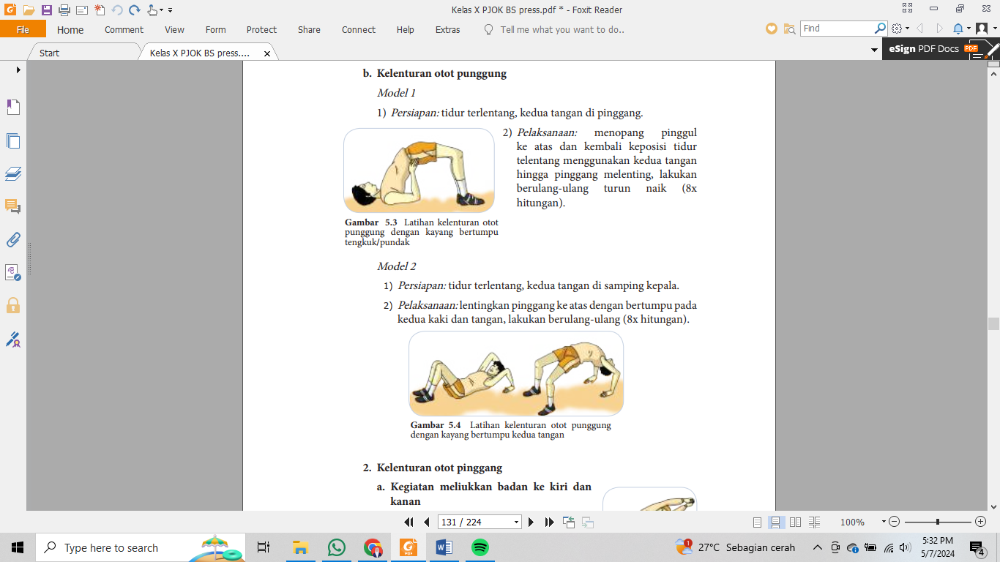 Kelas X PJOK BS press.pdf * - Foxit Reader
File Home Comment View Form Protect Share Connect Help Extras Tell me what you want to do.. Find
Start Kelas X PJOK BS press.... eSign PDF Docs PDF
b. Kelenturan otot punggung
Model 1
1) Persiapan: tidur terlentang, kedua tangan di pinggang.
2) Pelaksanaan: menopang pinggul
ke atas dan kembali keposisi tidur
telentang menggunakan kedua tangan
hingga pinggang melenting, lakukan
berulang-ulang turun naik (8x
hitungan).
Gambar 5.3 Latihan kelenturan otot
punggung dengan kayang bertumpu
tengkuk/pundak
Model 2
1) Persiapan: tidur terlentang, kedua tangan di samping kepala.
2) Pelaksanaan: lentingkan pinggang ke atas dengan bertumpu pada
kedua kaki dan tangan, lakukan berulang-ulang (8x hitungan).
Gambar 5.4 Latihan kelenturan otot punggung
dengan kayang bertumpu kedua tangan
2. Kelenturan otot pinggang
a. Kegiatan meliukkan badan ke kiri dan
kanan
131 / 224 100%
Type here to search 27°C Sebagian cerah 5:32 PM
5/7/2024 4